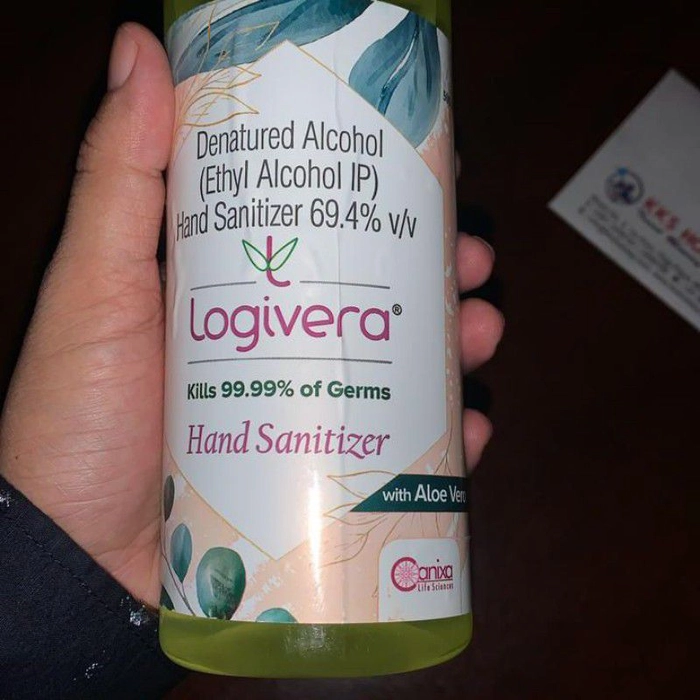 Denatured Alcohol
(Ethyl Alcohol IP)
Hand Sanitizer 69.4% v/v
Logivera®
Kills 99.99% of Germs
Hand Sanitizer
with Aloe Vera
Canixa
Life Sciences
KKS